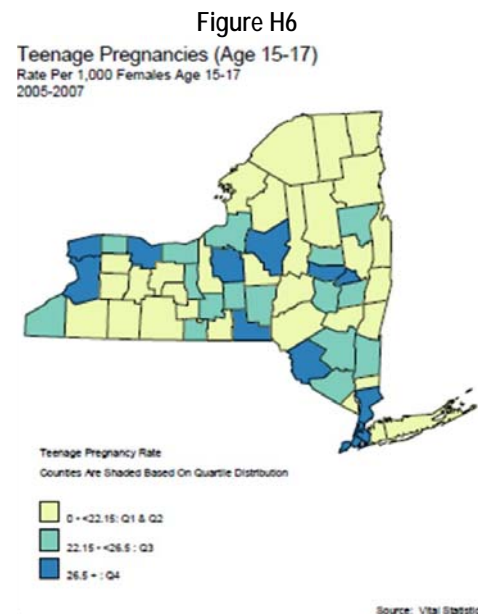 Figure H6
Teenage Pregnancies (Age 15-17)
Rate Per 1,000 Females Age 15-17
2005-2007
Teenage Pregnancy Rate
Counties Are Shaded Based On Quartile Distribution
0 - <22.15: Q1 & Q2
22.15 - <26.5 : Q3
26.5 + : Q4
Source: Vital Statistic